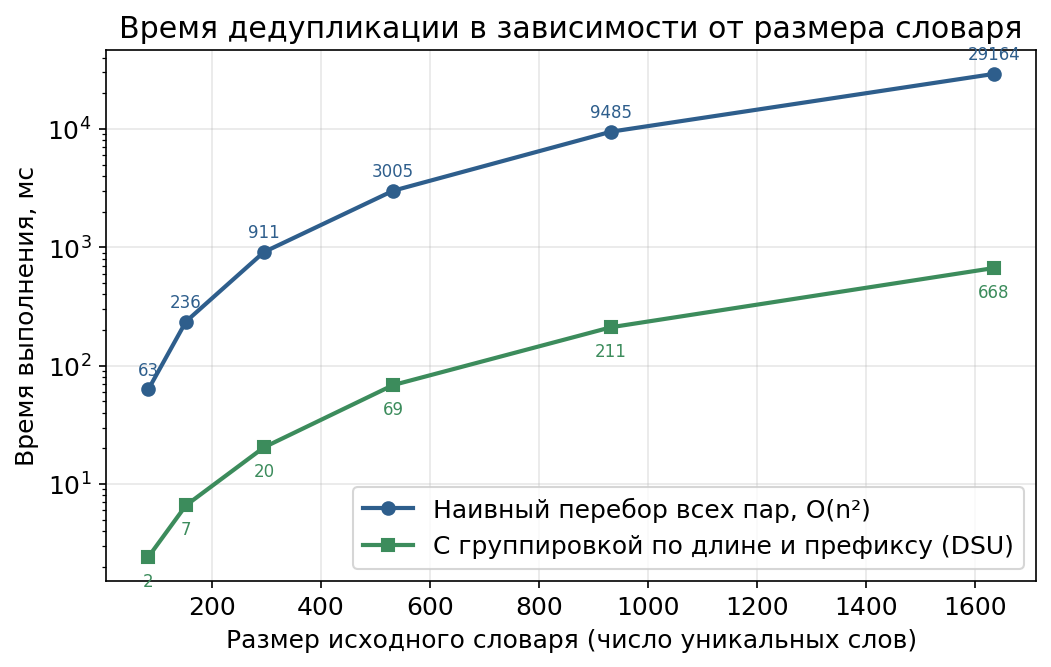 Время дедупликации в зависимости от размера словаря
Время выполнения, мс
10⁴
10³
10²
10¹
63
236
911
3005
9485
29164
2
7
20
69
211
668
Наивный перебор всех пар, O(n²)
С группировкой по длине и префиксу (DSU)
200 400 600 800 1000 1200 1400 1600
Размер исходного словаря (число уникальных слов)